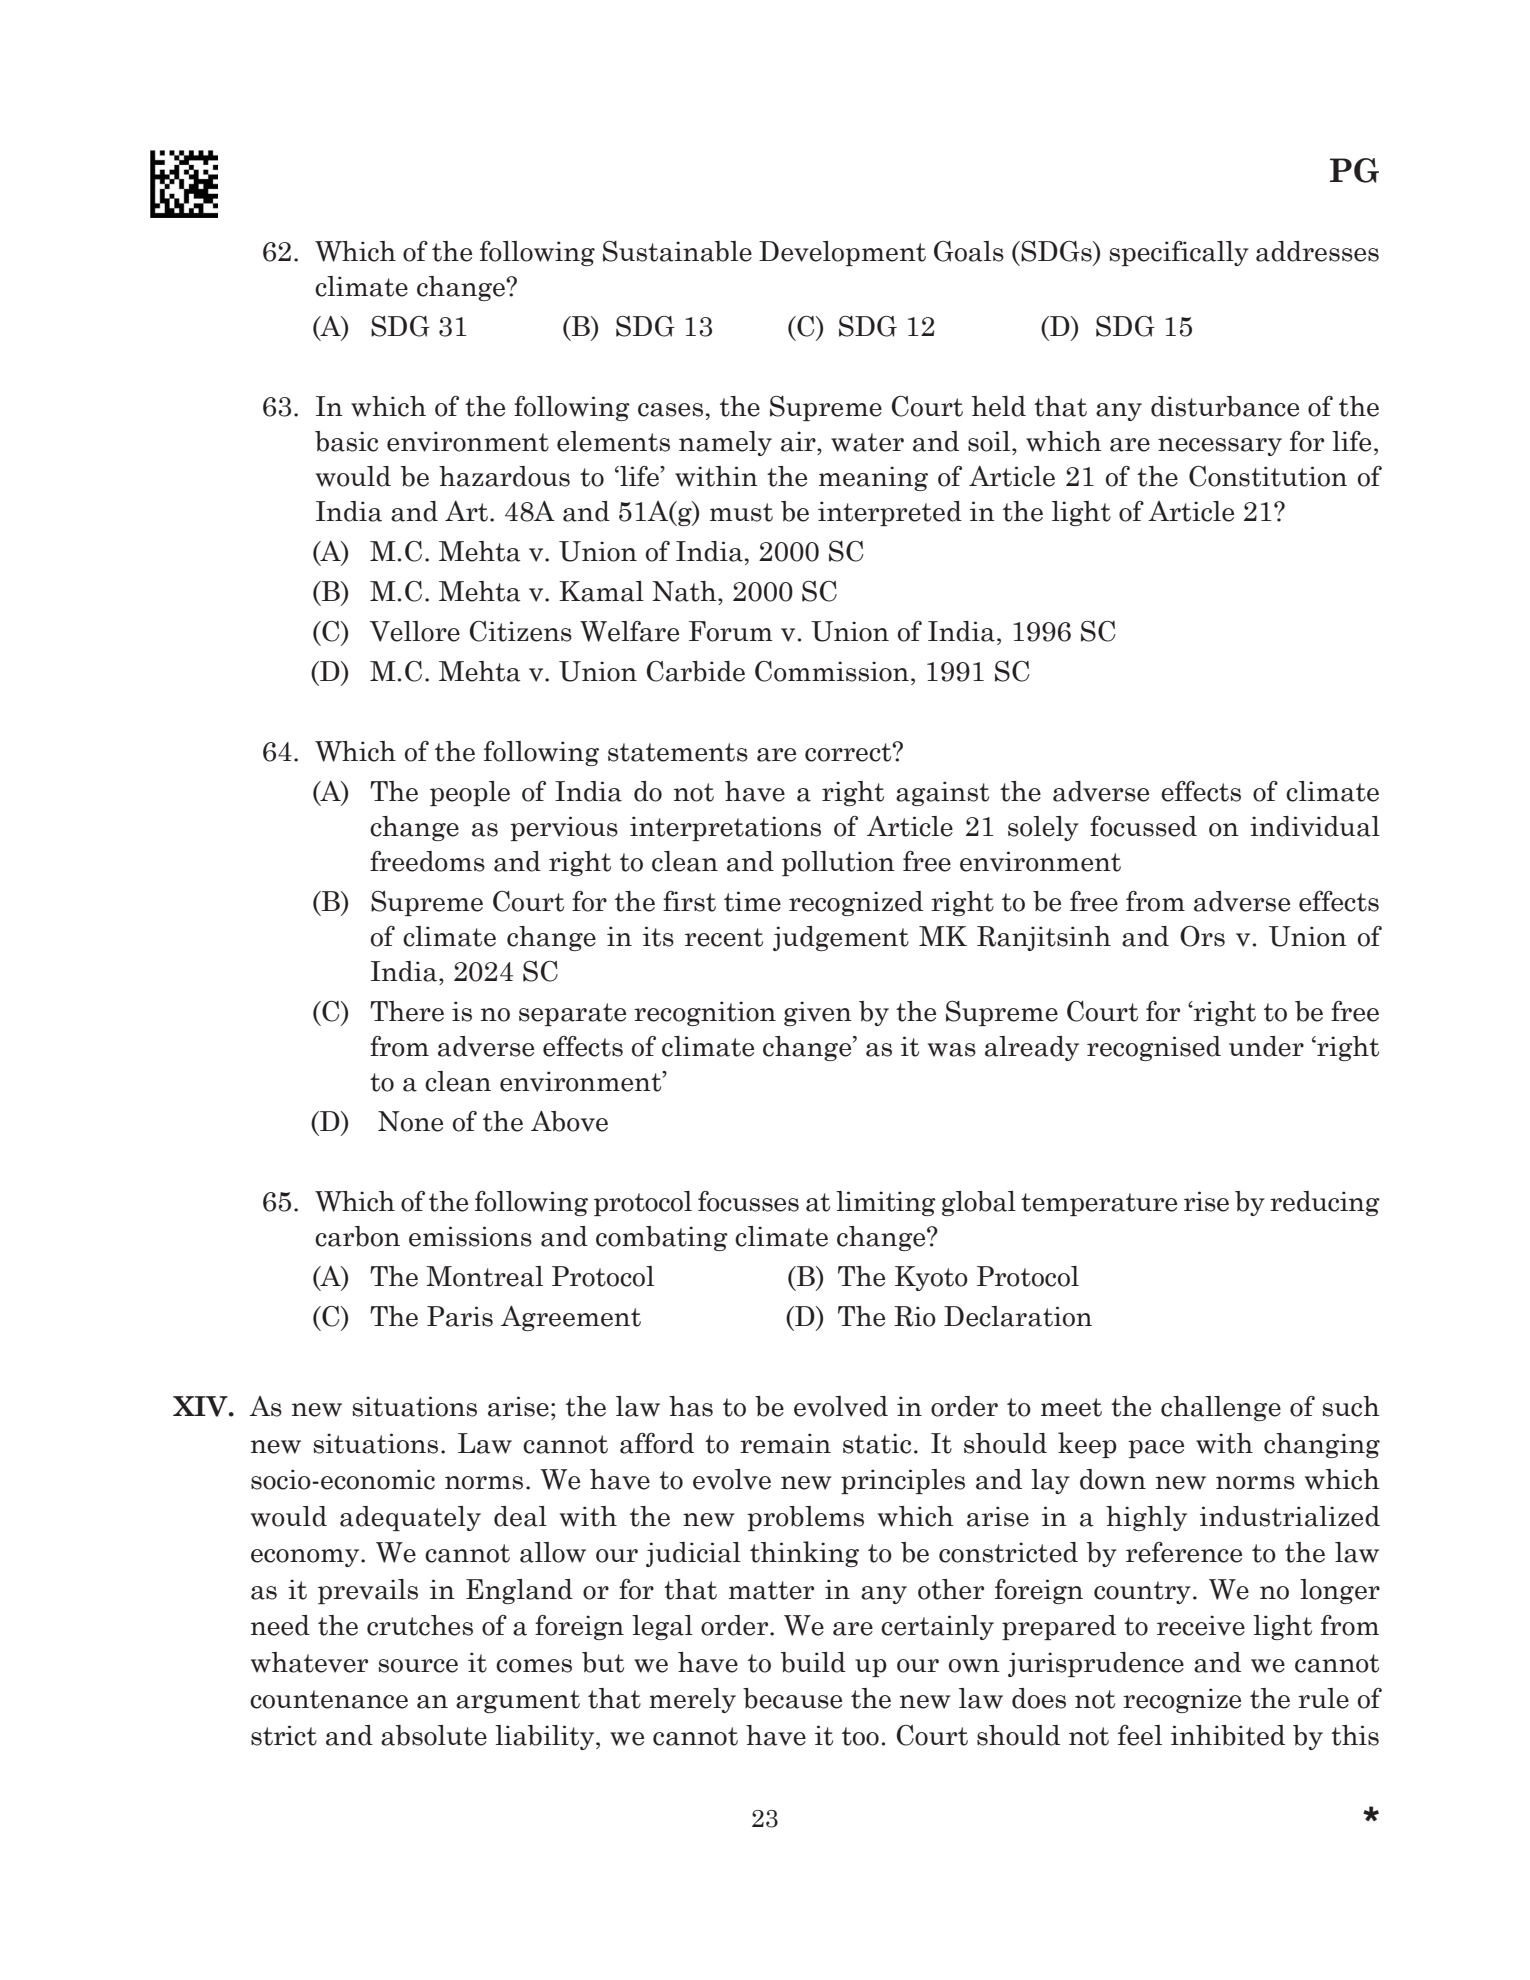 PG
62. Which of the following Sustainable Development Goals (SDGs) specifically addresses
climate change?
(A) SDG 31 (B) SDG 13 (C) SDG 12 (D) SDG 15
63. In which of the following cases, the Supreme Court held that any disturbance of the
basic environment elements namely air, water and soil, which are necessary for life,
would be hazardous to ‘life’ within the meaning of Article 21 of the Constitution of
India and Art. 48A and 51A(g) must be interpreted in the light of Article 21?
(A) M.C. Mehta v. Union of India, 2000 SC
(B) M.C. Mehta v. Kamal Nath, 2000 SC
(C) Vellore Citizens Welfare Forum v. Union of India, 1996 SC
(D) M.C. Mehta v. Union Carbide Commission, 1991 SC
64. Which of the following statements are correct?
(A) The people of India do not have a right against the adverse effects of climate
change as pervious interpretations of Article 21 solely focussed on individual
freedoms and right to clean and pollution free environment
(B) Supreme Court for the first time recognized right to be free from adverse effects
of climate change in its recent judgement MK Ranjitsinh and Ors v. Union of
India, 2024 SC
(C) There is no separate recognition given by the Supreme Court for ‘right to be free
from adverse effects of climate change’ as it was already recognised under ‘right
to a clean environment’
(D) None of the Above
65. Which of the following protocol focusses at limiting global temperature rise by reducing
carbon emissions and combating climate change?
(A) The Montreal Protocol (B) The Kyoto Protocol
(C) The Paris Agreement (D) The Rio Declaration
XIV. As new situations arise; the law has to be evolved in order to meet the challenge of such
new situations. Law cannot afford to remain static. It should keep pace with changing
socio-economic norms. We have to evolve new principles and lay down new norms which
would adequately deal with the new problems which arise in a highly industrialized
economy. We cannot allow our judicial thinking to be constricted by reference to the law
as it prevails in England or for that matter in any other foreign country. We no longer
need the crutches of a foreign legal order. We are certainly prepared to receive light from
whatever source it comes but we have to build up our own jurisprudence and we cannot
countenance an argument that merely because the new law does not recognize the rule of
strict and absolute liability, we cannot have it too. Court should not feel inhibited by this
23 *